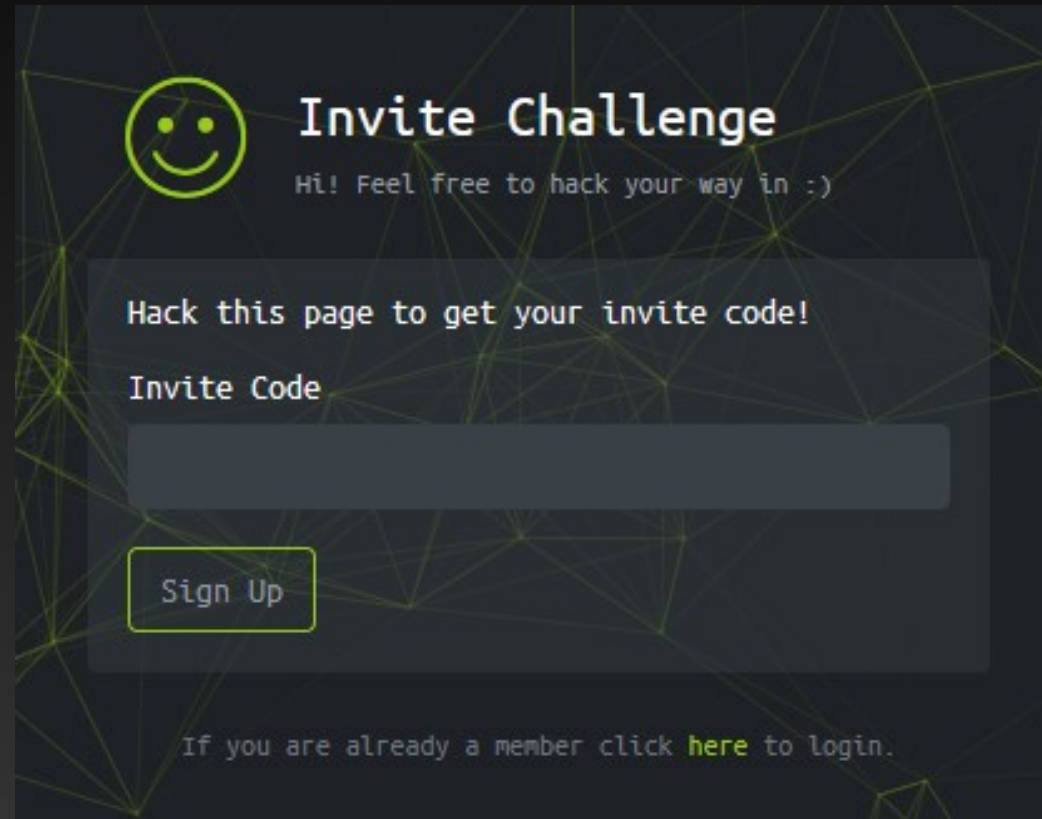 Invite Challenge
Hi! Feel free to hack your way in :)
Hack this page to get your invite code!
Invite Code
Sign Up
If you are already a member click here to login.